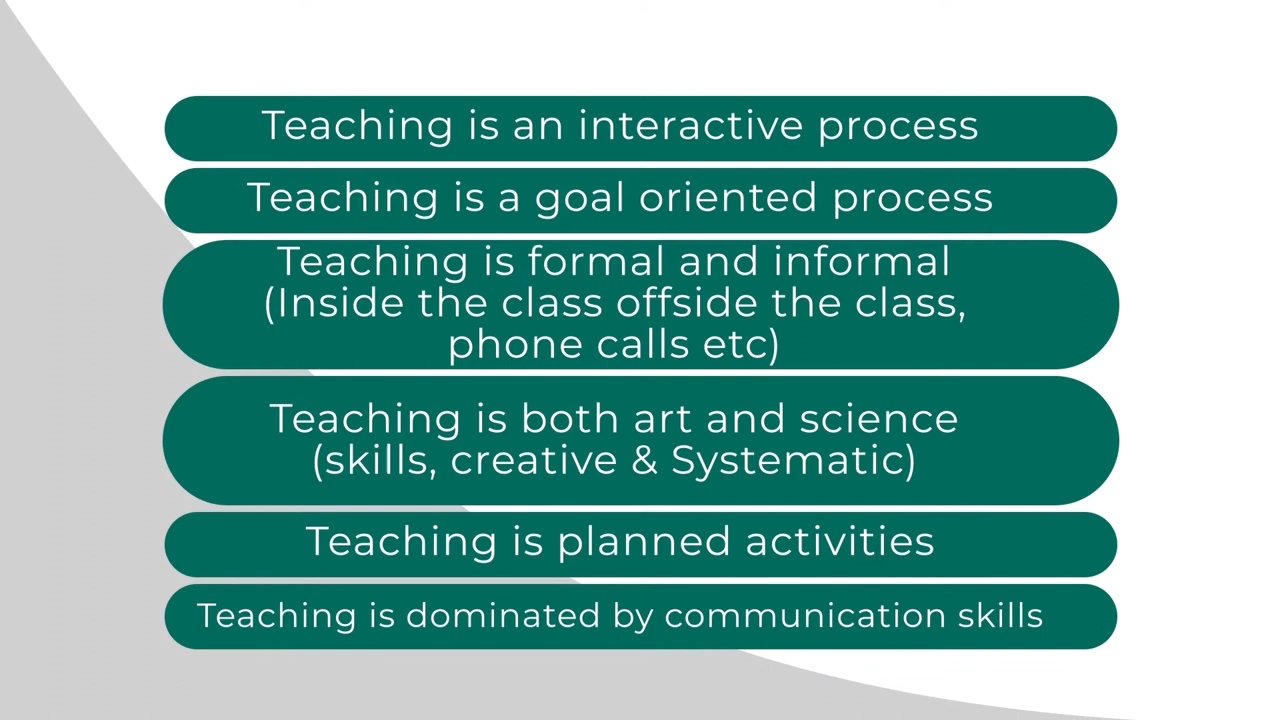 Teaching is an interactive process
Teaching is a goal oriented process
Teaching is formal and informal
(Inside the class offside the class,
phone calls etc)
Teaching is both art and science
(skills, creative & Systematic)
Teaching is planned activities
Teaching is dominated by communication skills